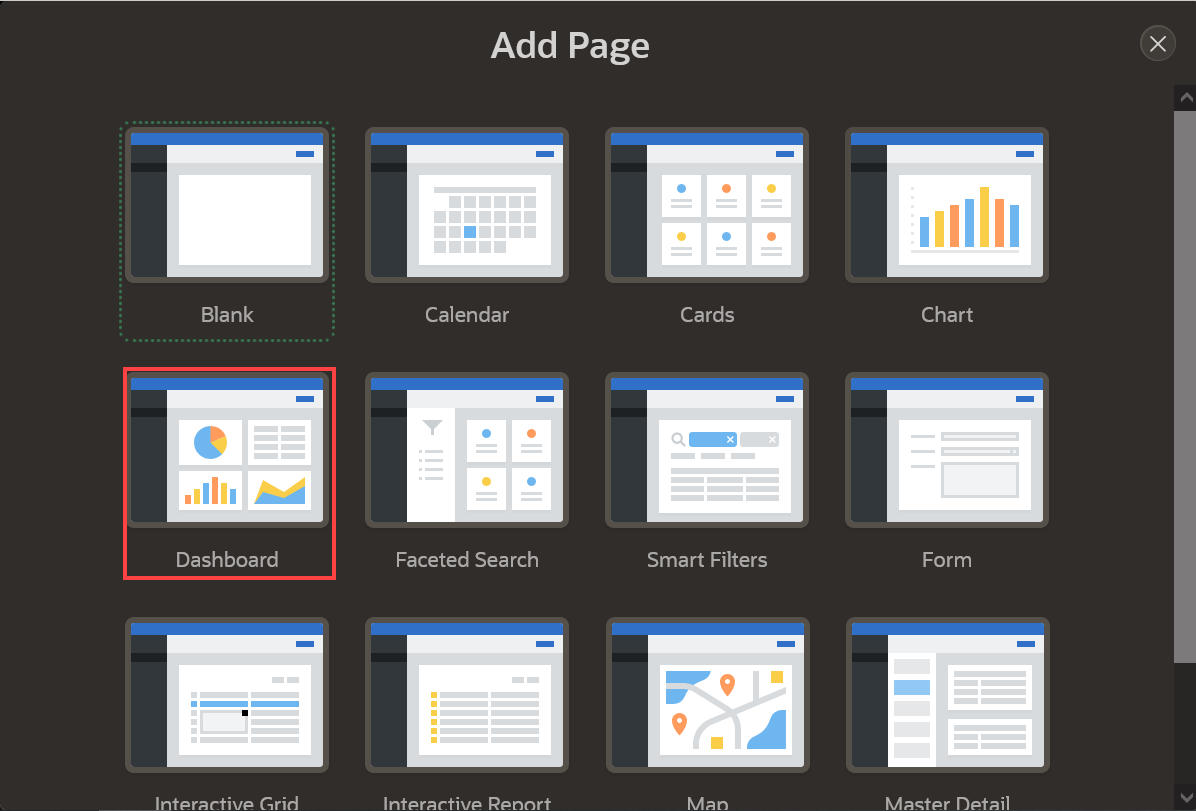 Add Page
Blank
Calendar
Cards
Chart
Dashboard
Faceted Search
Smart Filters
Form
Interactive Grid
Interactive Report
Map
Master Detail